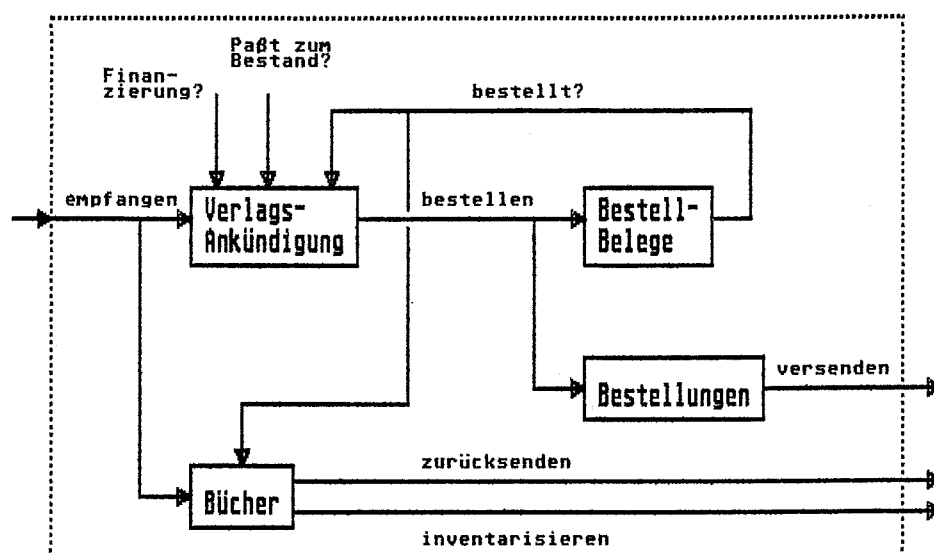 Paßt zum
Bestand?
Finan-
zierung?
bestellt?
empfangen
Verlags-
Ankündigung
bestellen
Bestell-
Belege
Bestellungen
versenden
Bücher
zurücksenden
inventarisieren